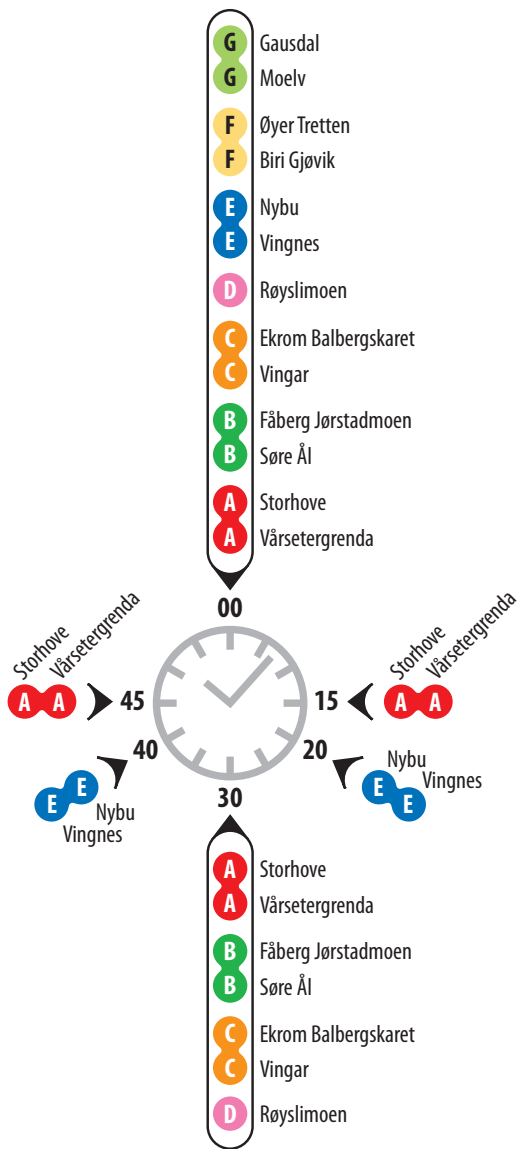 G Gausdal
G Moelv
F Øyer Tretten
F Biri Gjøvik
E Nybu
E Vingnes
D Røyslimoen
C Ekrom Balbergskaret
C Vingar
B Fåberg Jørstadmoen
B Søre Ål
A Storhove
A Vårsetergrenda
00
Storhove
Vårsetergrenda
A A
45
15
Storhove
Vårsetergrenda
A A
40
E E
Nybu
Vingnes
20
Nybu
Vingnes
E E
30
A Storhove
A Vårsetergrenda
B Fåberg Jørstadmoen
B Søre Ål
C Ekrom Balbergskaret
C Vingar
D Røyslimoen